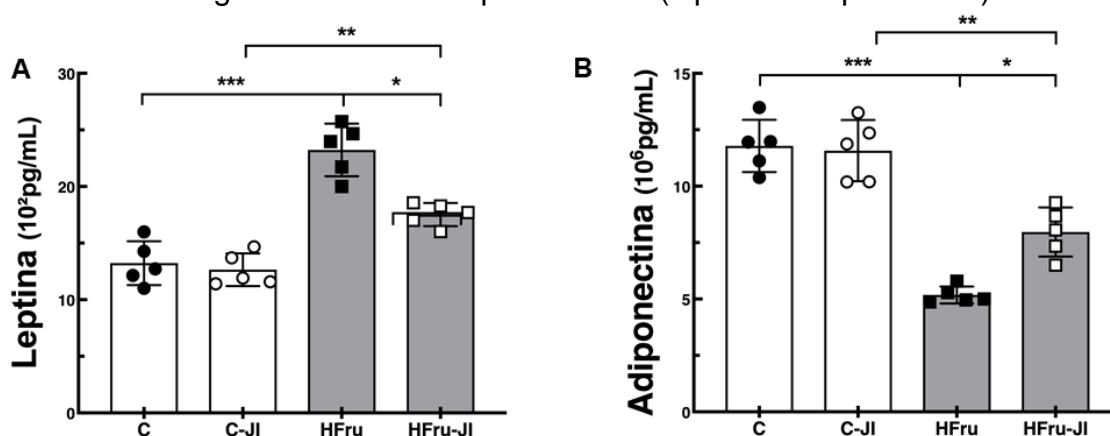 **
A
B
***
*
30
20
10
0
Leptina (10²pg/mL)
C
C-JI
HFru
HFru-JI
**
***
*
15
10
5
0
Adiponectina (10⁶pg/mL)
C
C-JI
HFru
HFru-JI